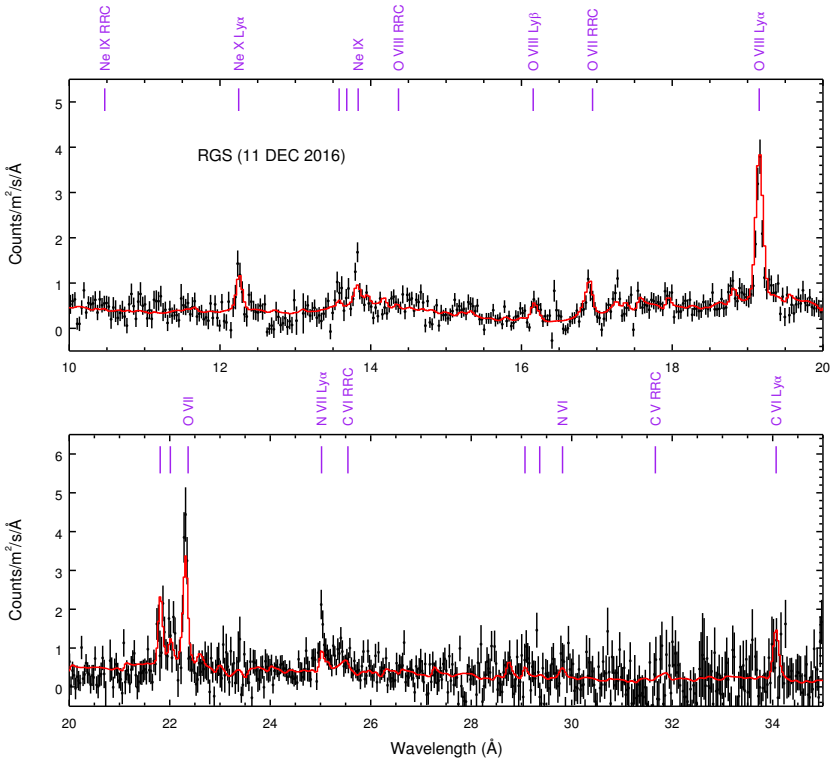 Ne IX RRC
Ne X Lyα
Ne IX
O VIII RRC
O VIII Lyβ
O VII RRC
O VIII Lyα
RGS (11 DEC 2016)
Counts/m²/s/Å
5
4
3
2
1
0
10 12 14 16 18 20
O VII
N VII Lyα
C VI RRC
N VI
C V RRC
C VI Lyα
Counts/m²/s/Å
6
5
4
3
2
1
0
20 22 24 26 28 30 32 34
Wavelength (Å)